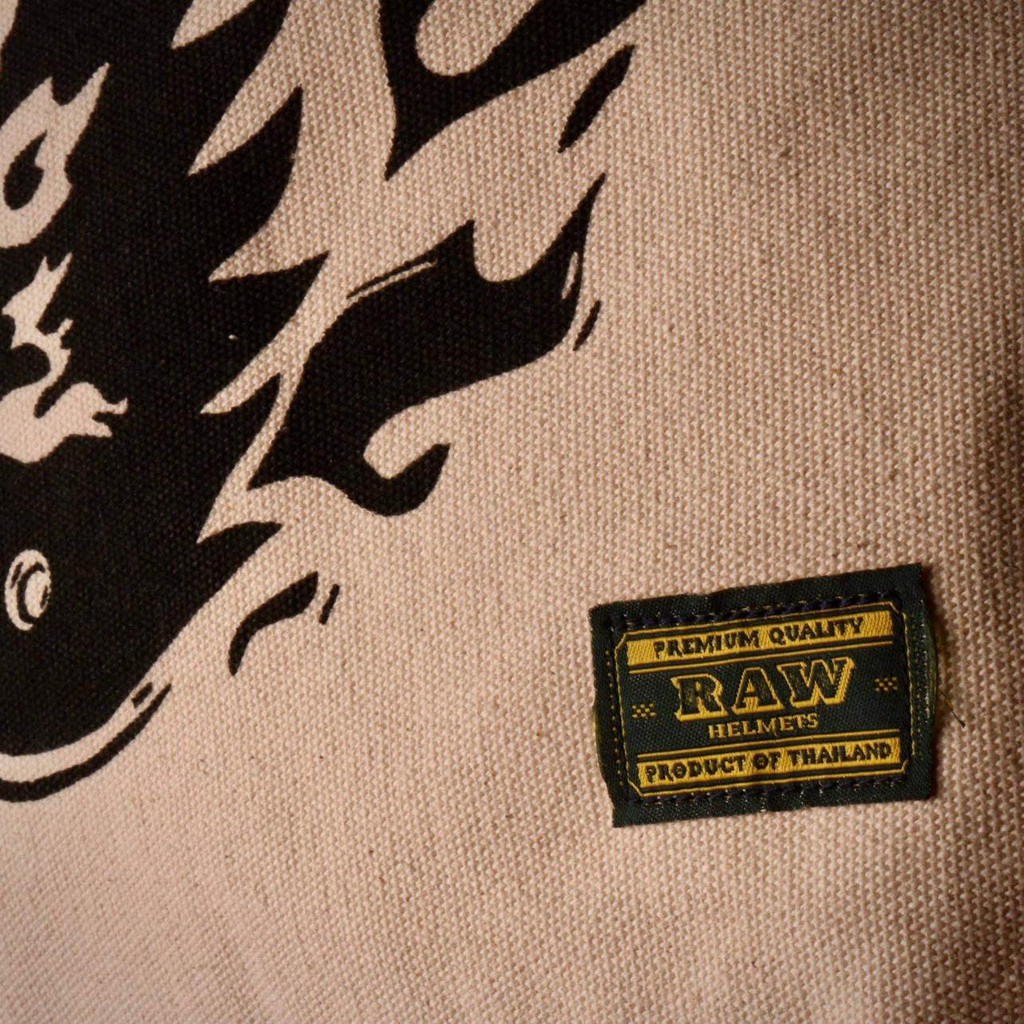 PREMIUM QUALITY
RAW
HELMETS
PRODUCT OF THAILAND